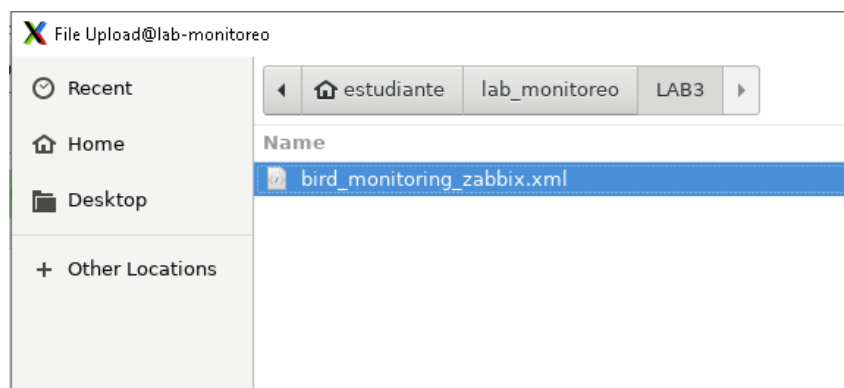 File Upload@lab-monitoreo
Recent
Home
Desktop
+ Other Locations
estudiante lab_monitoreo LAB3
Name
bird_monitoring_zabbix.xml